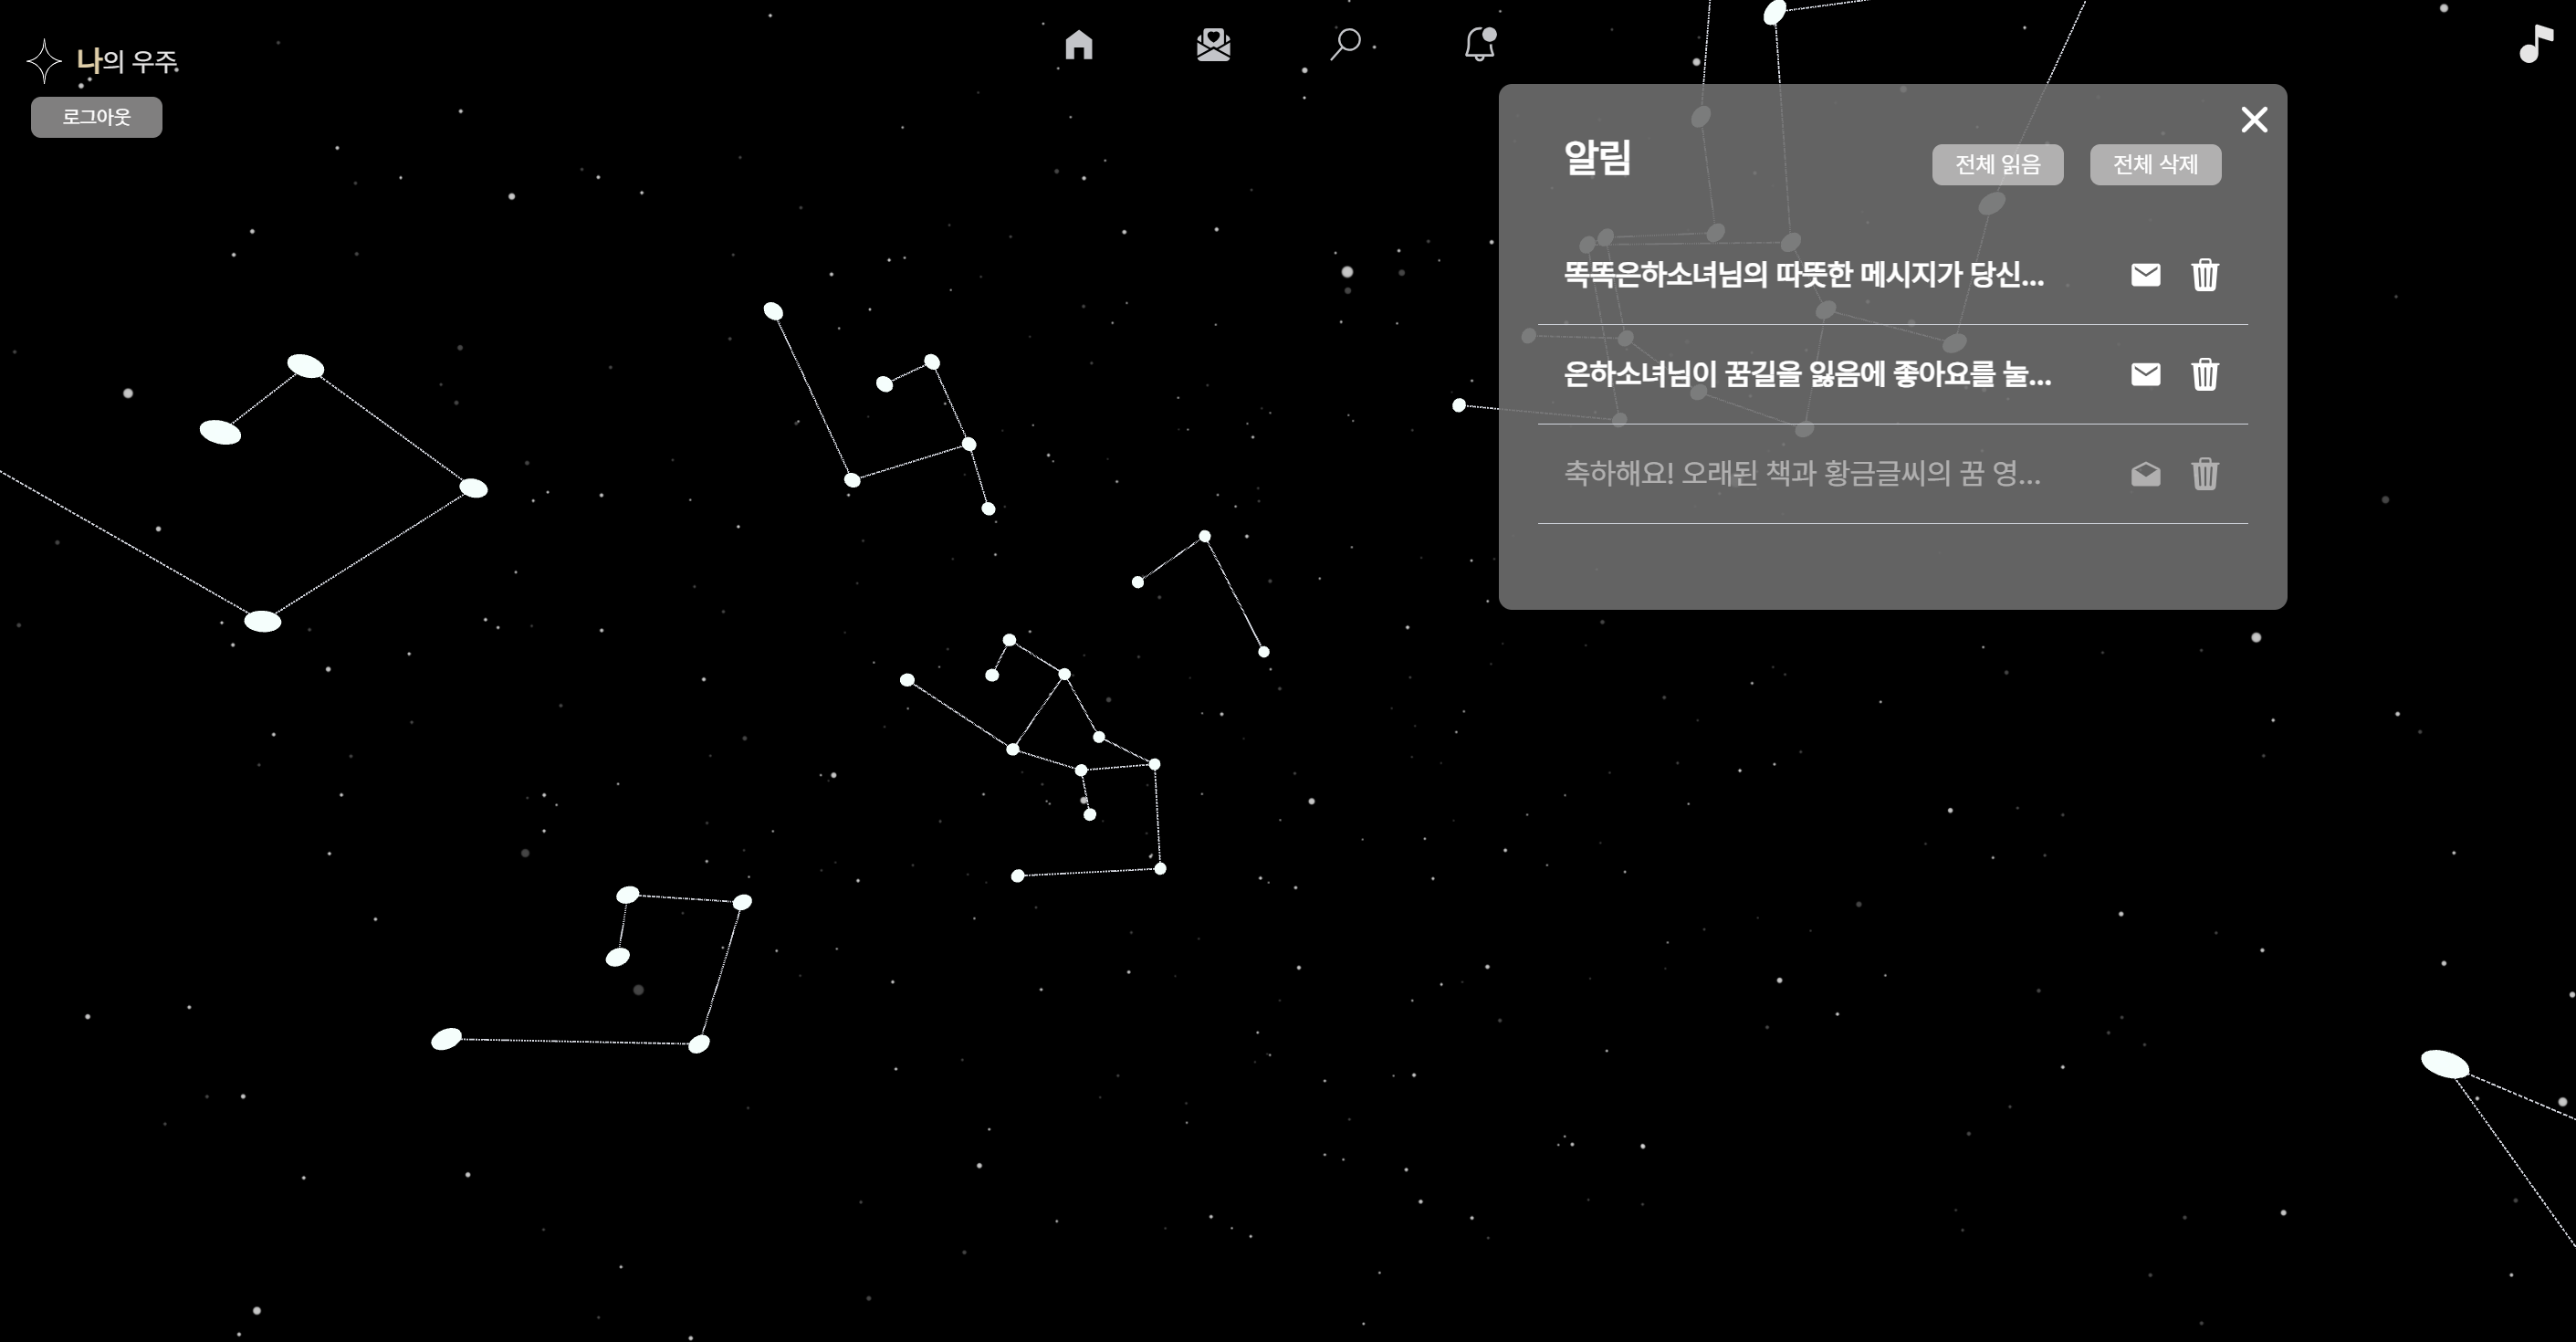 나의 우주
로그아웃
알림
전체 읽음
전체 삭제
똑똑은하소녀님의 따뜻한 메시지가 당신...
은하소녀님이 꿈길을 잃음에 좋아요를 눌...
축하해요! 오래된 책과 황금글씨의 꿈 영...